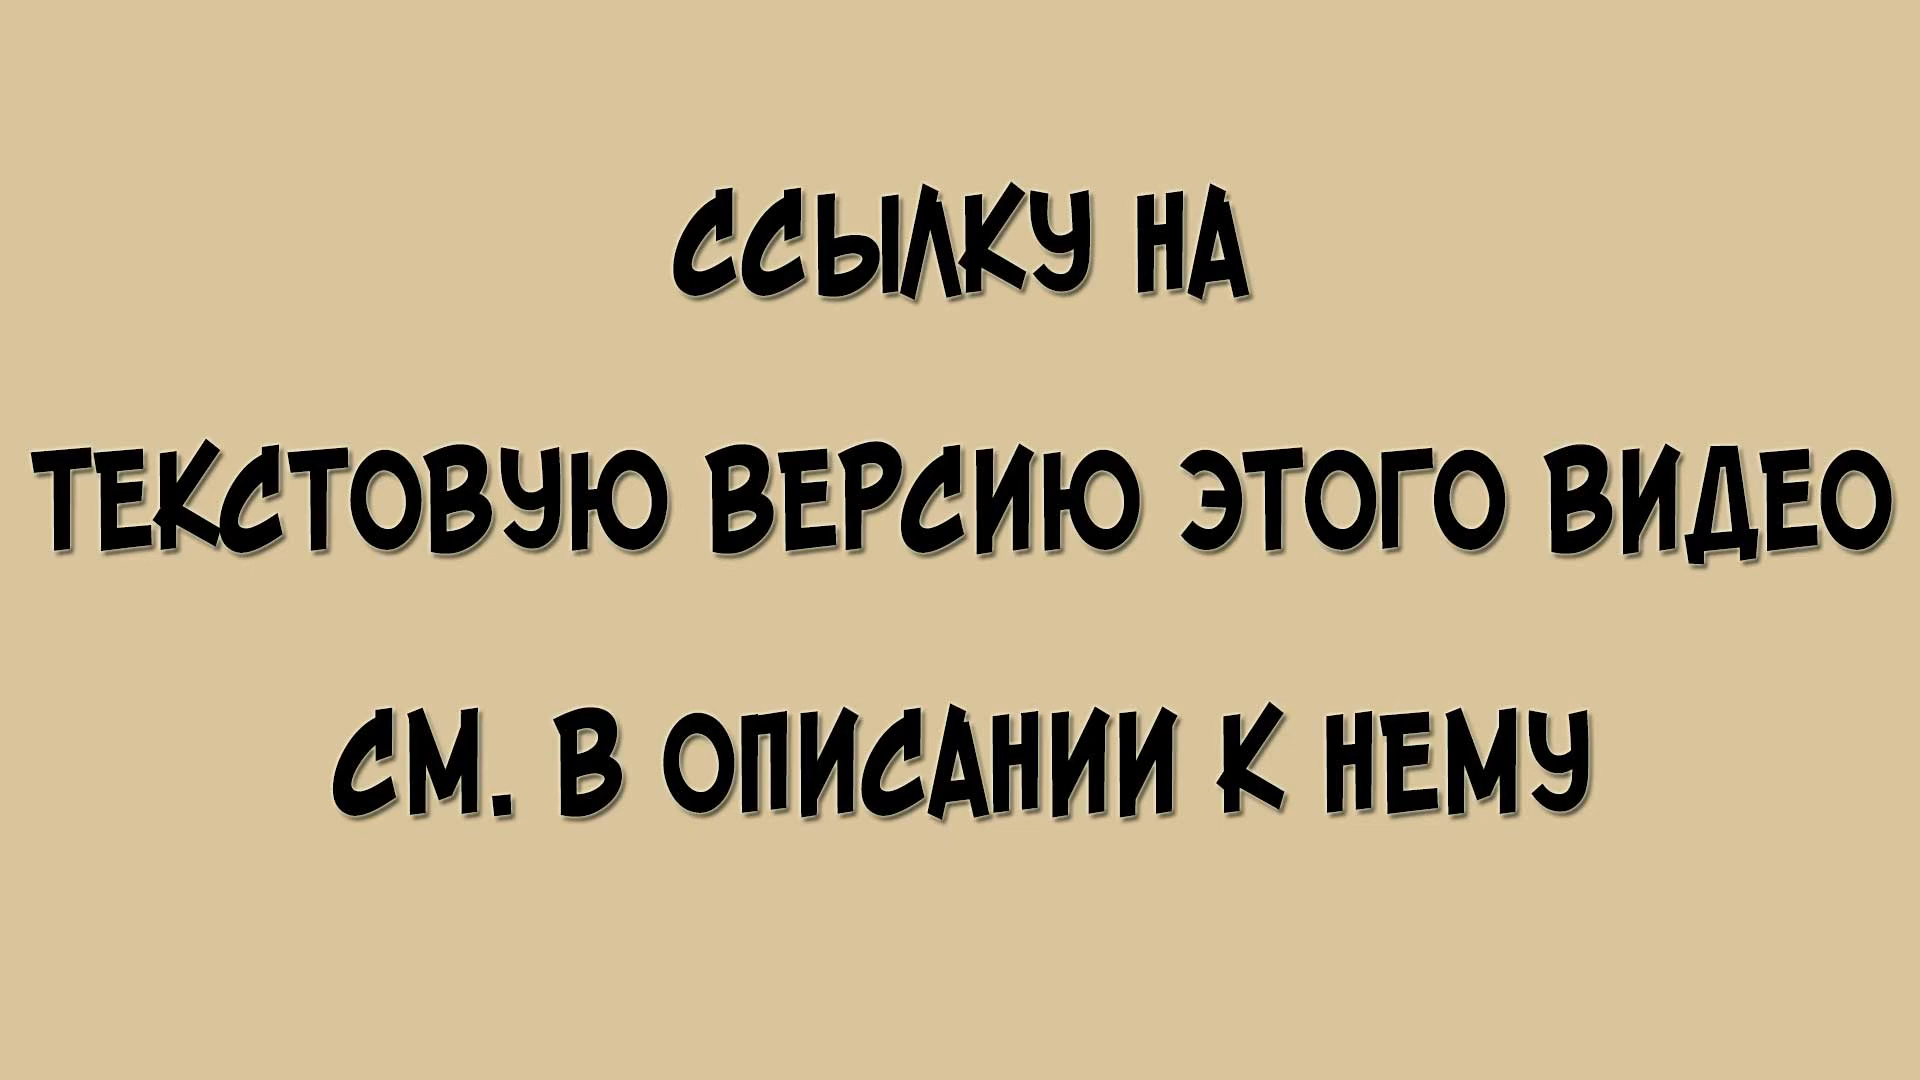 ССЫЛКУ НА
ТЕКСТОВУЮ ВЕРСИЮ ЭТОГО ВИДЕО
СМ. В ОПИСАНИИ К НЕМУ